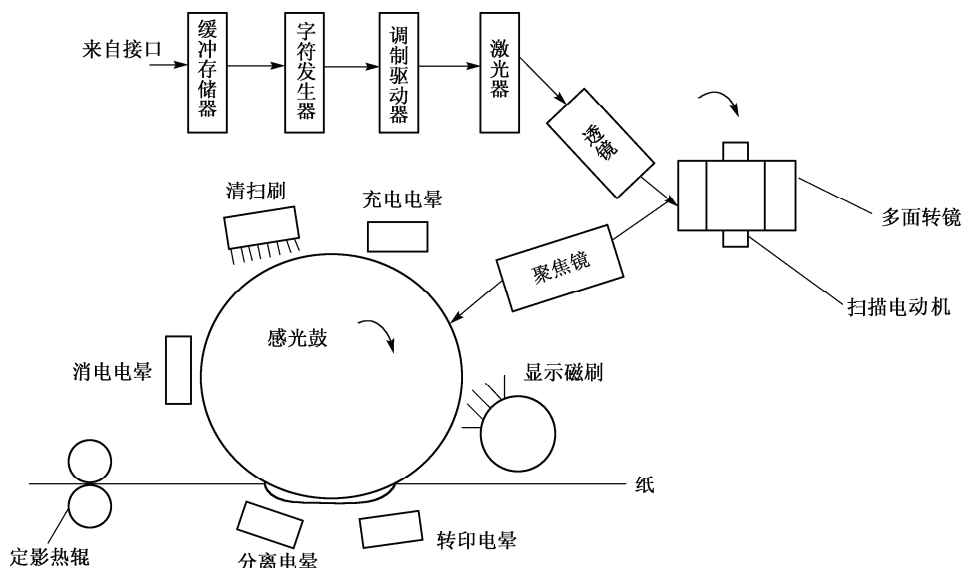 来自接口
缓冲存储器
字符发生器
调制驱动器
激光器
透镜
多面转镜
扫描电动机
清扫刷
充电电晕
聚焦镜
感光鼓
消电电晕
显示磁刷
纸
定影热辊
分离电晕
转印电晕